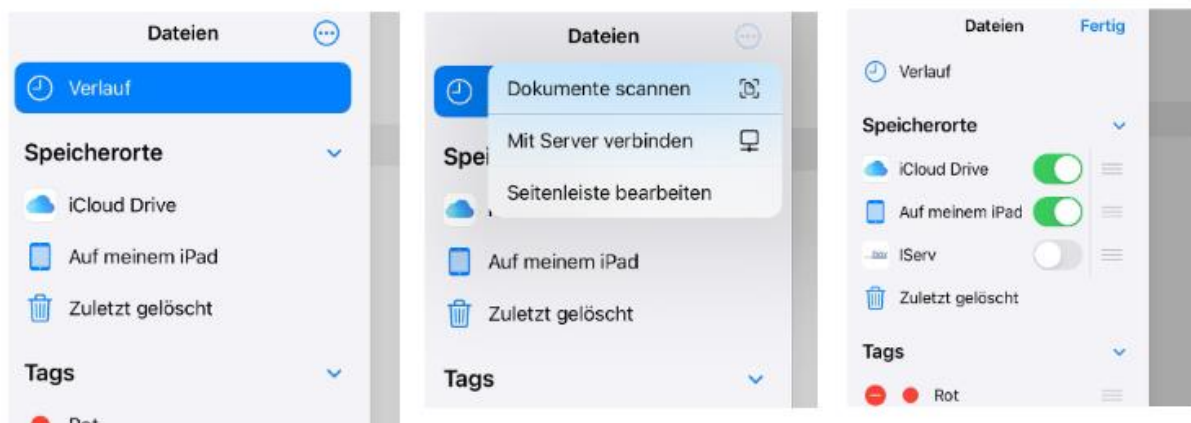 Dateien
Verlauf
Speicherorte
iCloud Drive
Auf meinem iPad
Zuletzt gelöscht
Tags
Dateien
Dokumente scannen
Mit Server verbinden
Seitenleiste bearbeiten
Spei
Auf meinem iPad
Zuletzt gelöscht
Tags
Dateien Fertig
Verlauf
Speicherorte
iCloud Drive
Auf meinem iPad
IServ
Zuletzt gelöscht
Tags
Rot